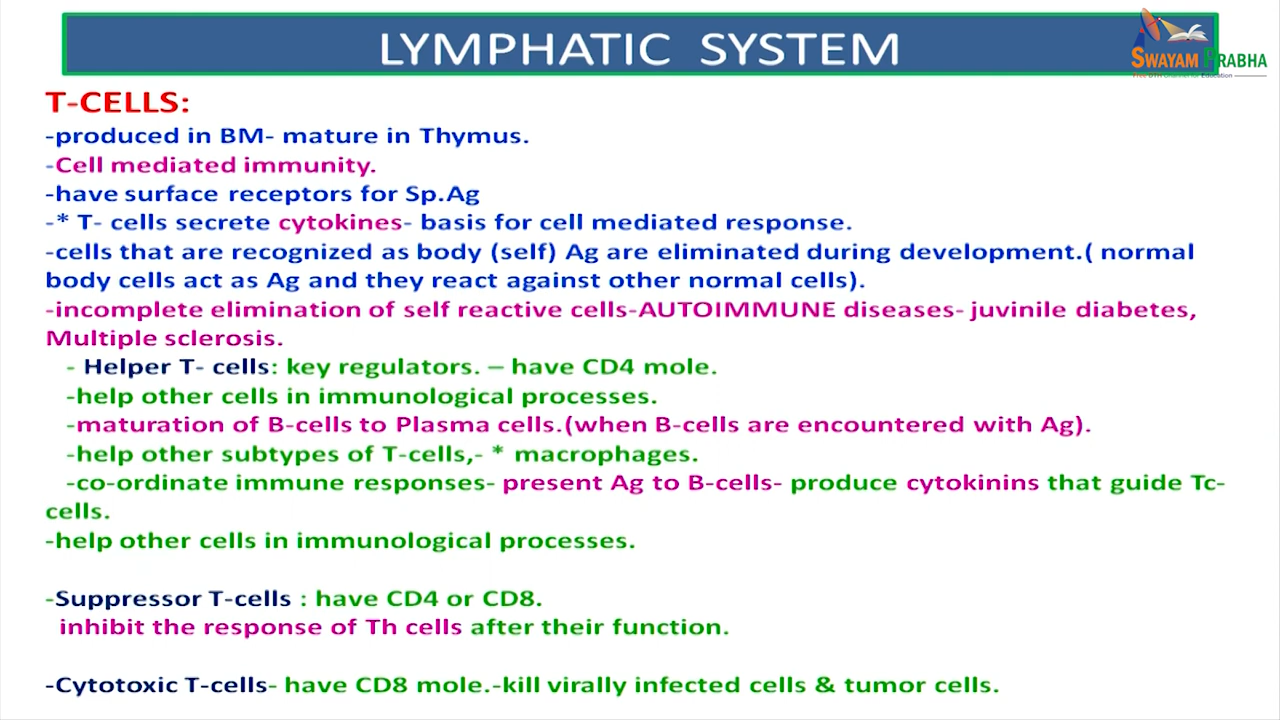 LYMPHATIC SYSTEM
SWAYAM PRABHA
Free DTH Channel for Education
T-CELLS:
-produced in BM- mature in Thymus.
-Cell mediated immunity.
-have surface receptors for Sp.Ag
-* T- cells secrete cytokines- basis for cell mediated response.
-cells that are recognized as body (self) Ag are eliminated during development.( normal
body cells act as Ag and they react against other normal cells).
-incomplete elimination of self reactive cells-AUTOIMMUNE diseases- juvinile diabetes,
Multiple sclerosis.
- Helper T- cells: key regulators. – have CD4 mole.
-help other cells in immunological processes.
-maturation of B-cells to Plasma cells.(when B-cells are encountered with Ag).
-help other subtypes of T-cells,- * macrophages.
-co-ordinate immune responses- present Ag to B-cells- produce cytokinins that guide Tc-
cells.
-help other cells in immunological processes.
-Suppressor T-cells : have CD4 or CD8.
inhibit the response of Th cells after their function.
-Cytotoxic T-cells- have CD8 mole.-kill virally infected cells & tumor cells.